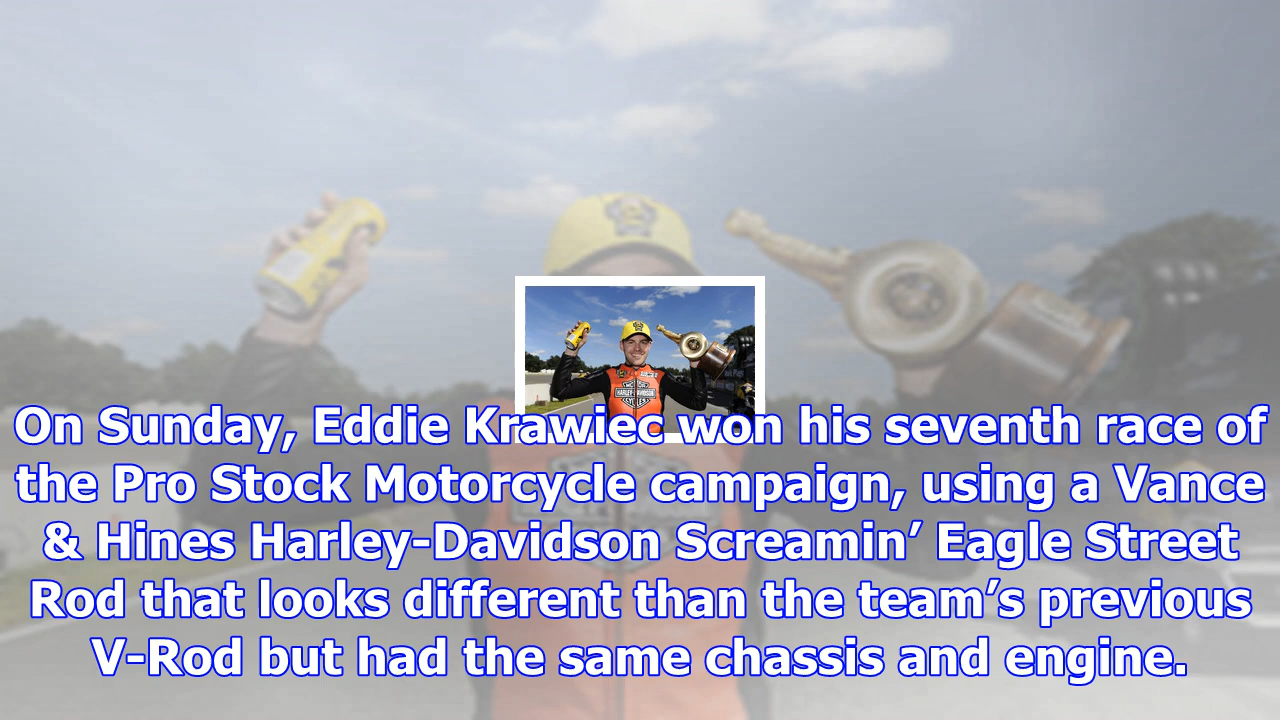 HARLEY-DAVIDSON
On Sunday, Eddie Krawiec won his seventh race of
the Pro Stock Motorcycle campaign, using a Vance
& Hines Harley-Davidson Screamin’ Eagle Street
Rod that looks different than the team’s previous
V-Rod but had the same chassis and engine.